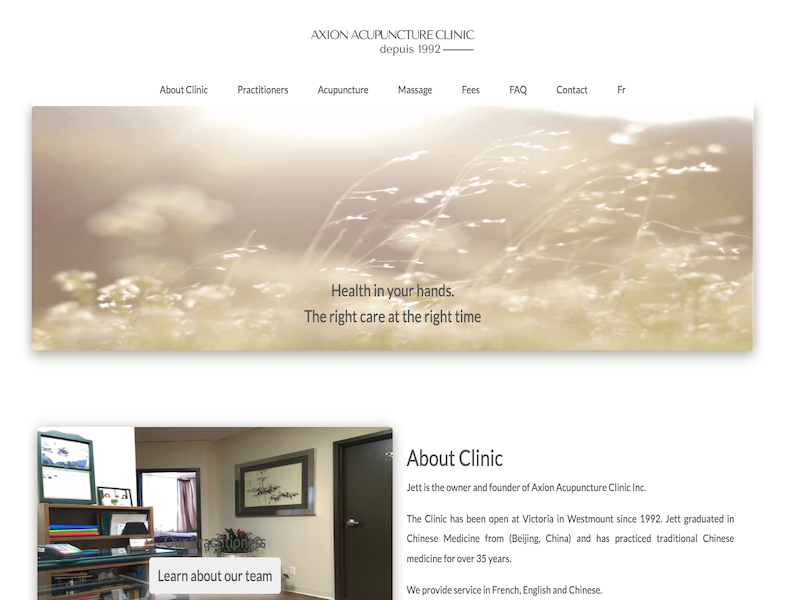 AXION ACUPUNCTURE CLINIC
depuis 1992
About Clinic Practitioners Acupuncture Massage Fees FAQ Contact Fr
Health in your hands.
The right care at the right time
About Clinic
Jett is the owner and founder of Axion Acupuncture Clinic Inc.
The Clinic has been open at Victoria in Westmount since 1992. Jett graduated in
Chinese Medicine from (Beijing, China) and has practiced traditional Chinese
medicine for over 35 years.
We provide service in French, English and Chinese.
Our Practitioners
Learn about our team